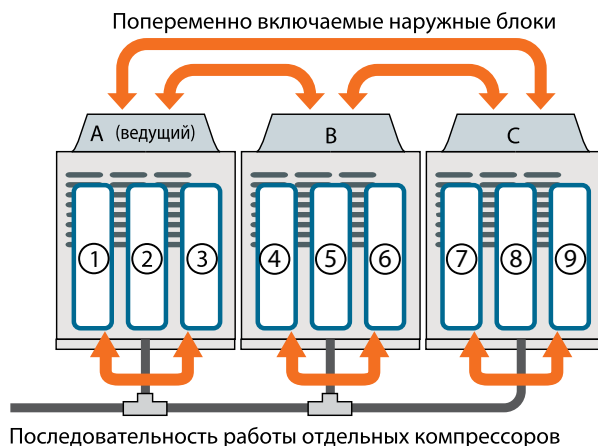 Попеременно включаемые наружные блоки
A (ведущий)
B
C
1 2 3 4 5 6 7 8 9
Последовательность работы отдельных компрессоров